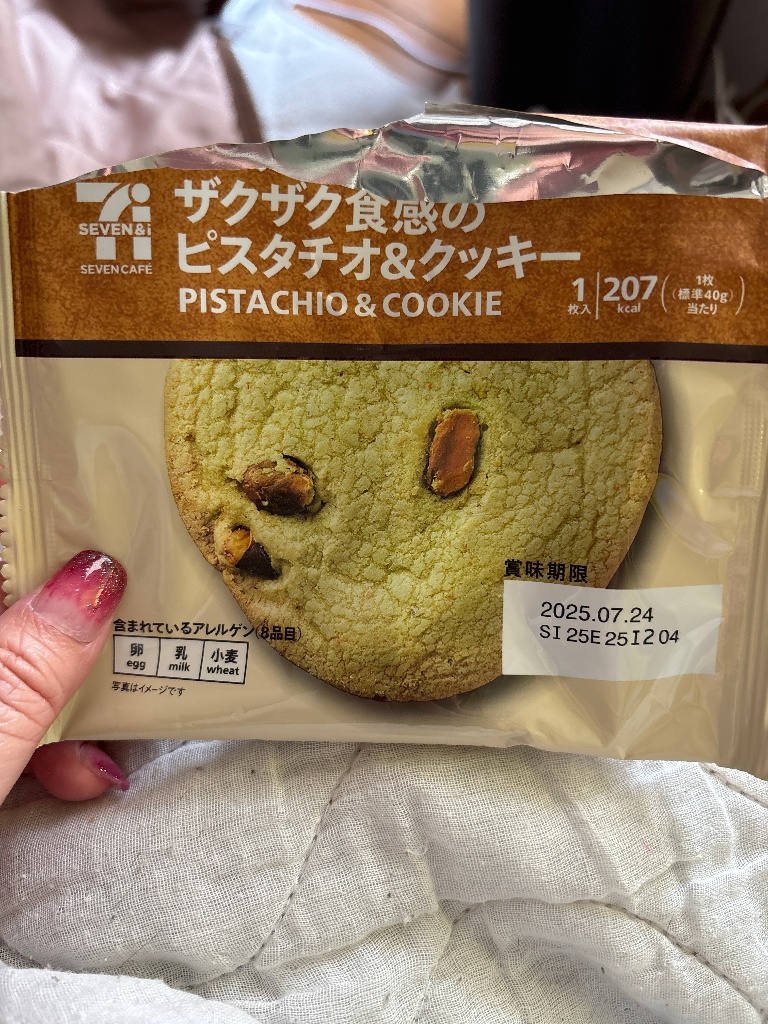 SEVEN&i
SEVEN CAFÉ
ザクザク食感の
ピスタチオ&クッキー
PISTACHIO & COOKIE
1枚入 207kcal (1枚(標準40g)当たり)
賞味期限
2025.07.24
SI 25E 25I2 04
含まれているアレルゲン(8品目)
卵 乳 小麦
egg milk wheat
写真はイメージです